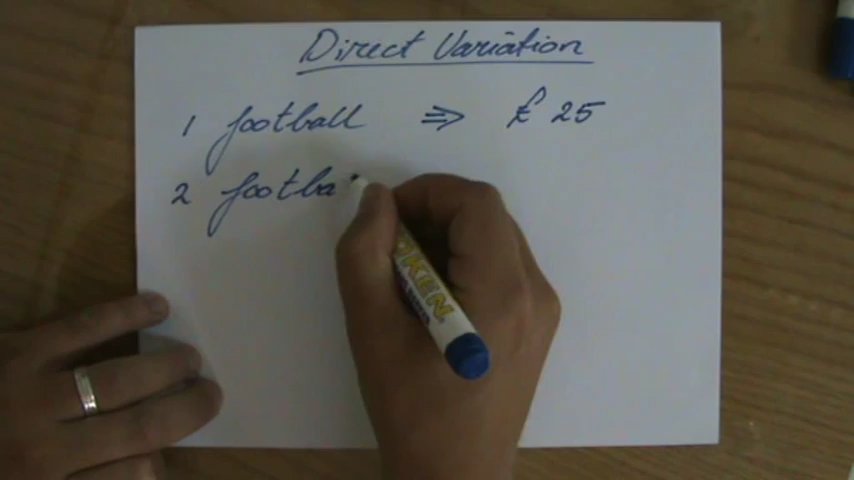 Direct Variation
1 football ⇒ £ 25
2 footba